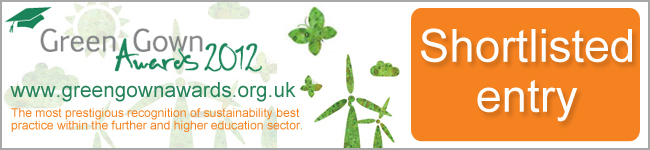 Green Gown
Awards 2012
www.greengownawards.org.uk
The most prestigious recognition of sustainability best
practice within the further and higher education sector.
Shortlisted
entry